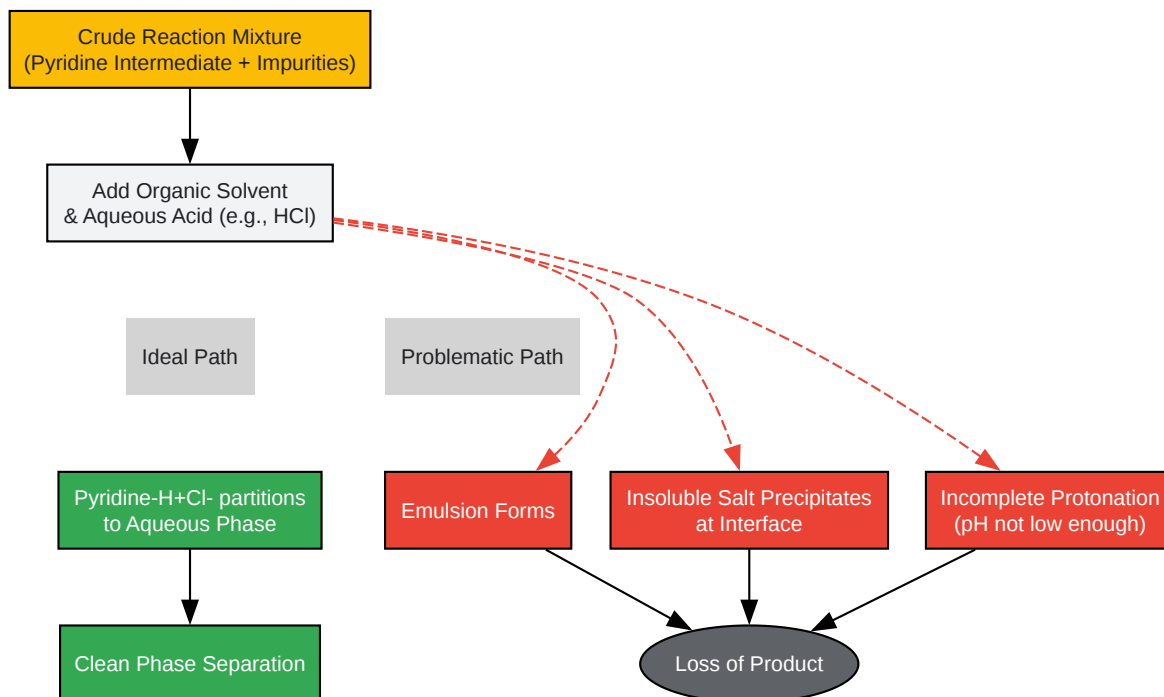 Crude Reaction Mixture
(Pyridine Intermediate + Impurities)
Add Organic Solvent
& Aqueous Acid (e.g., HCl)
Ideal Path
Problematic Path
Pyridine-H+Cl- partitions
to Aqueous Phase
Emulsion Forms
Insoluble Salt Precipitates
at Interface
Incomplete Protonation
(pH not low enough)
Clean Phase Separation
Loss of Product